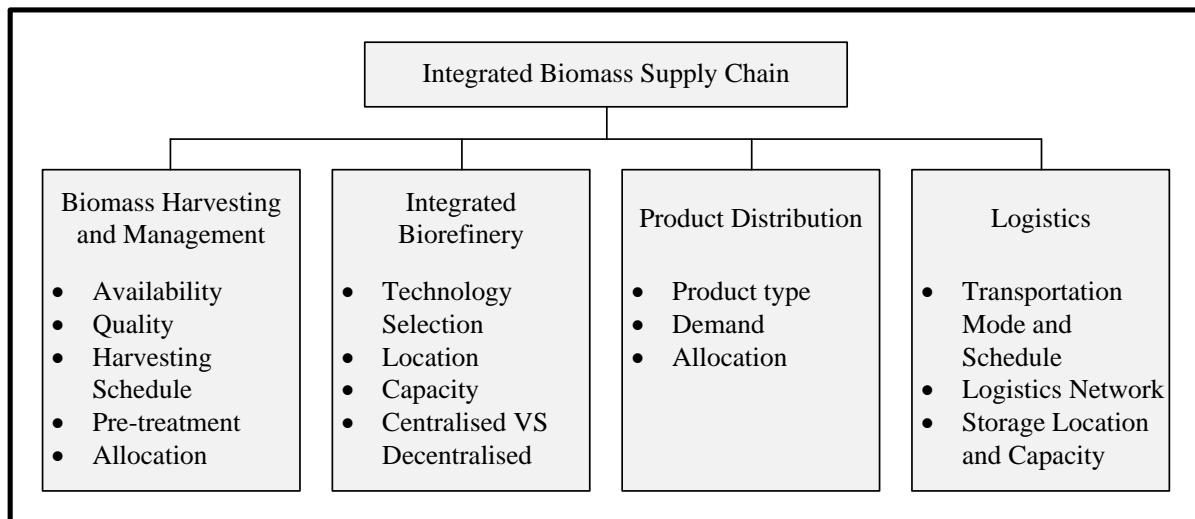 Integrated Biomass Supply Chain
Biomass Harvesting
and Management
• Availability
• Quality
• Harvesting
Schedule
• Pre-treatment
• Allocation
Integrated
Biorefinery
• Technology
Selection
• Location
• Capacity
• Centralised VS
Decentralised
Product Distribution
• Product type
• Demand
• Allocation
Logistics
• Transportation
Mode and
Schedule
• Logistics Network
• Storage Location
and Capacity